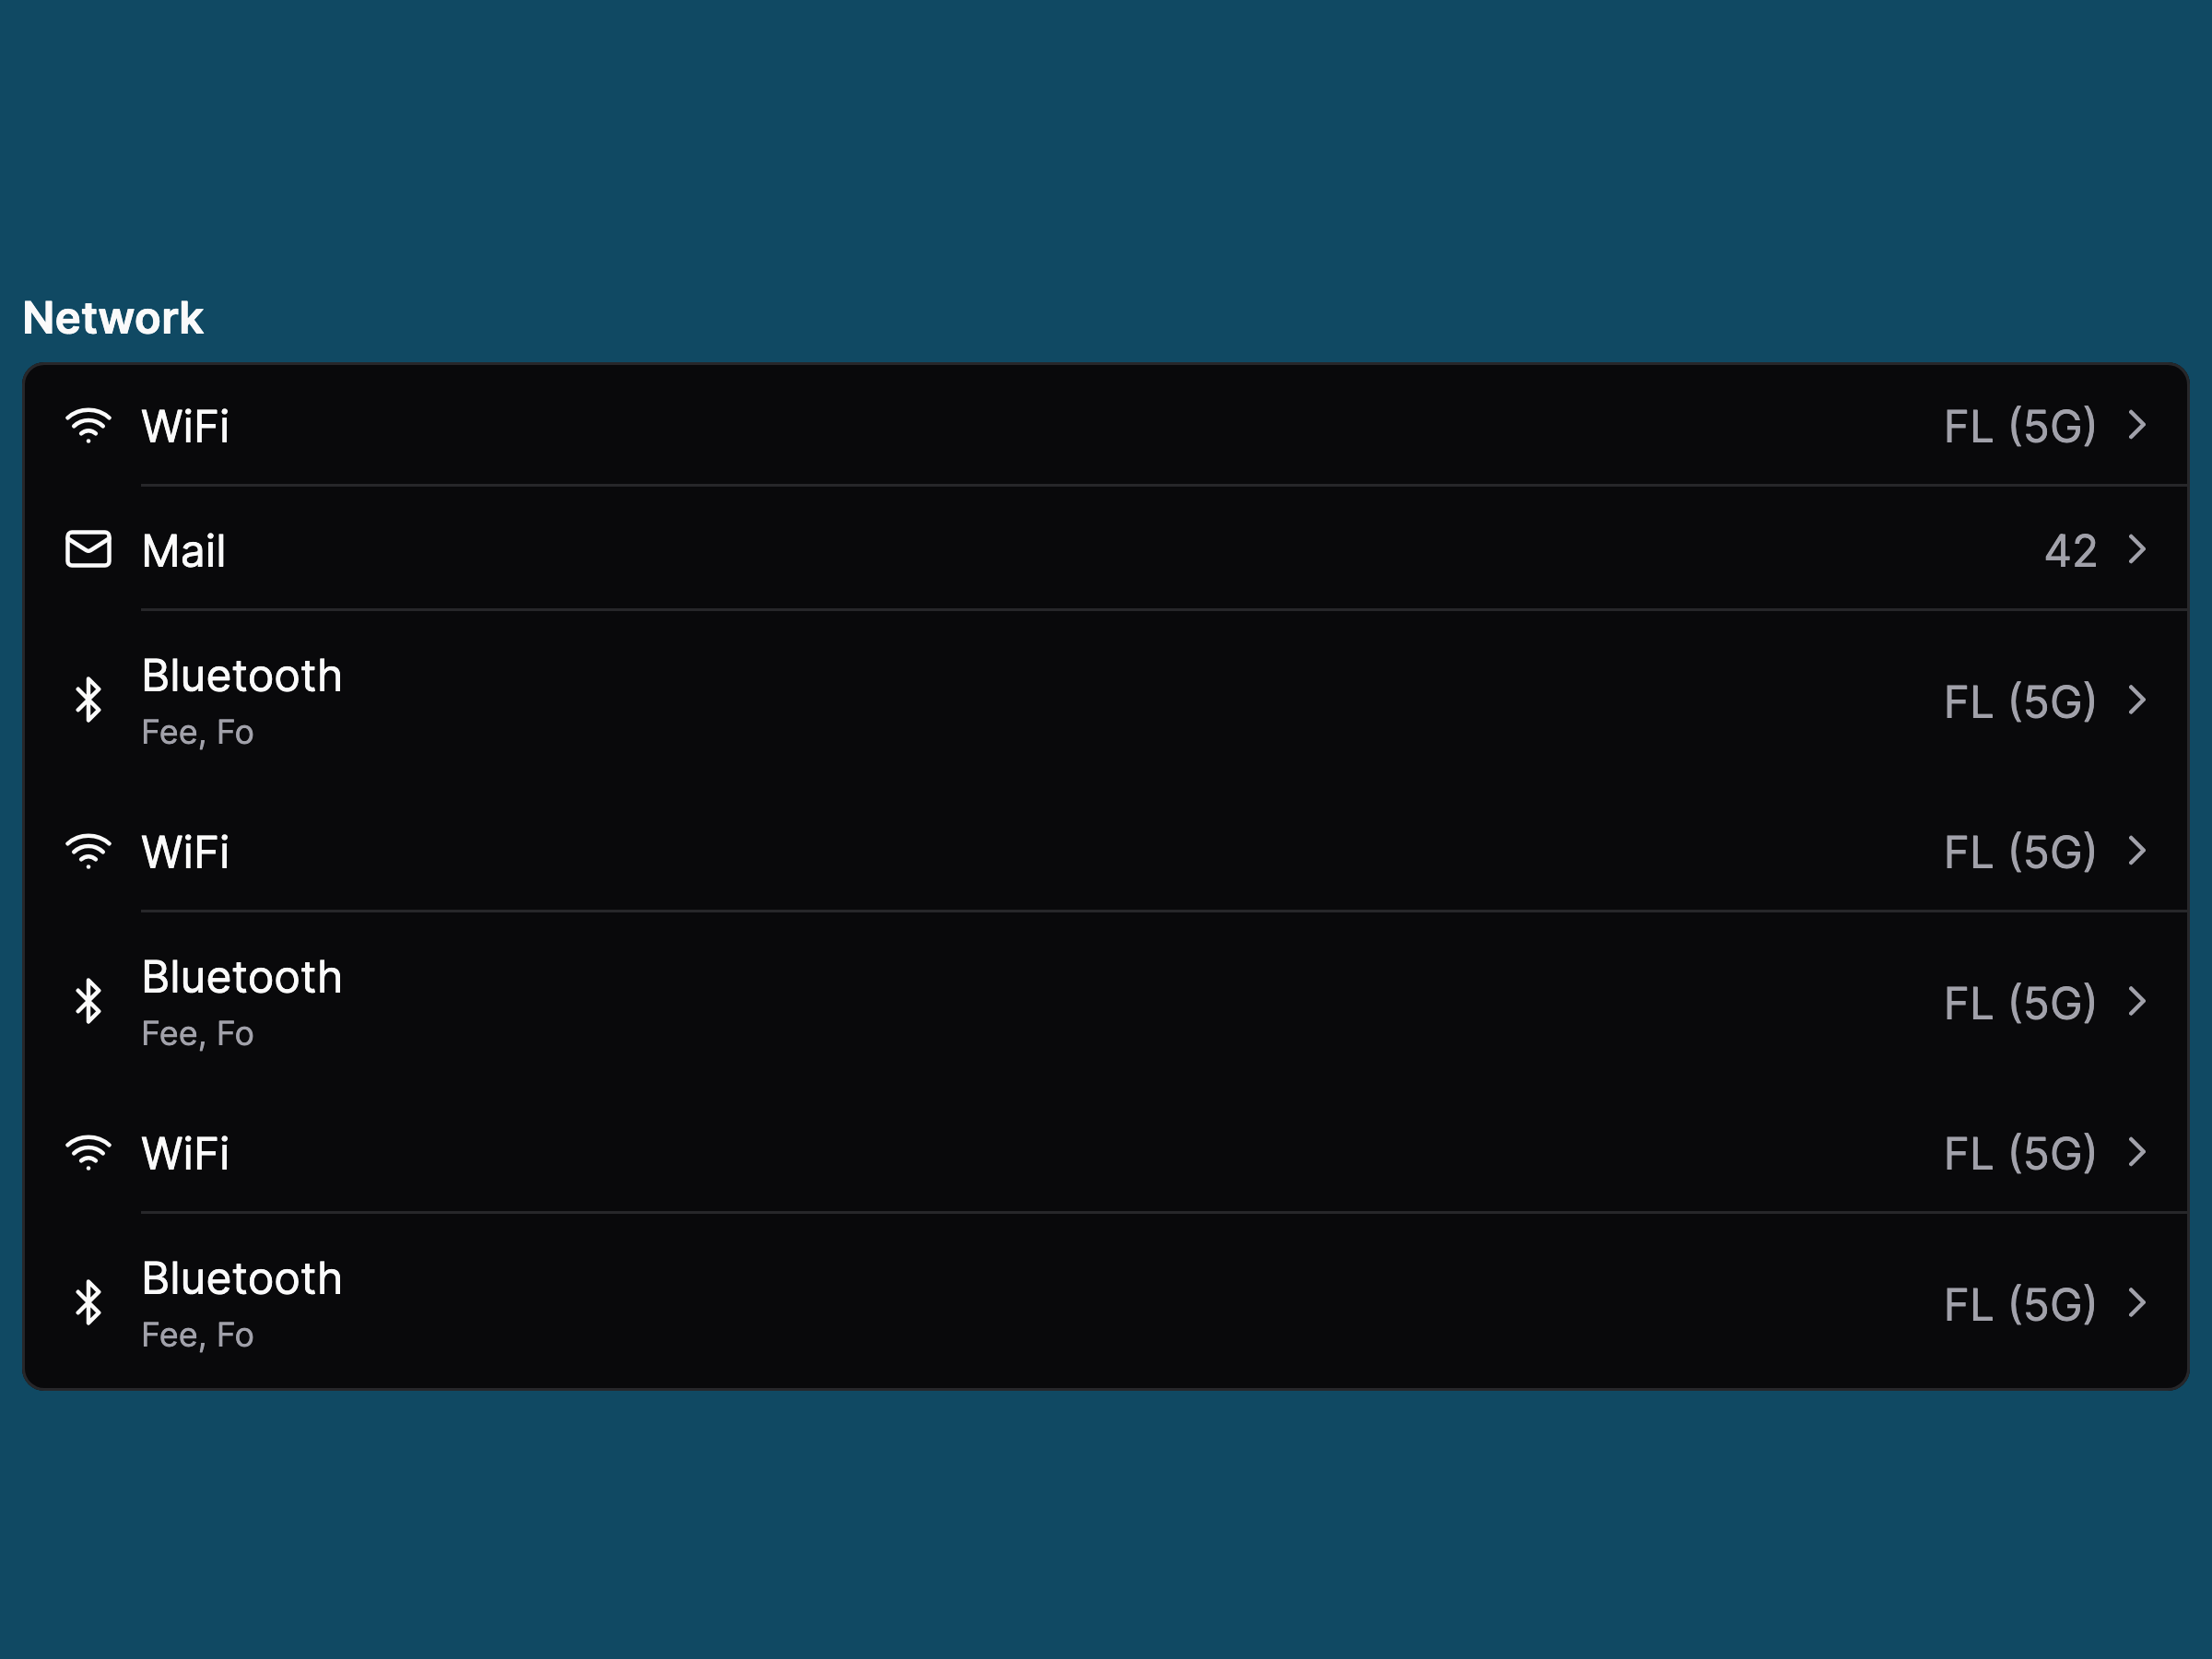 Network
WiFi FL (5G)
Mail 42
Bluetooth FL (5G)
Fee, Fo
WiFi FL (5G)
Bluetooth FL (5G)
Fee, Fo
WiFi FL (5G)
Bluetooth FL (5G)
Fee, Fo